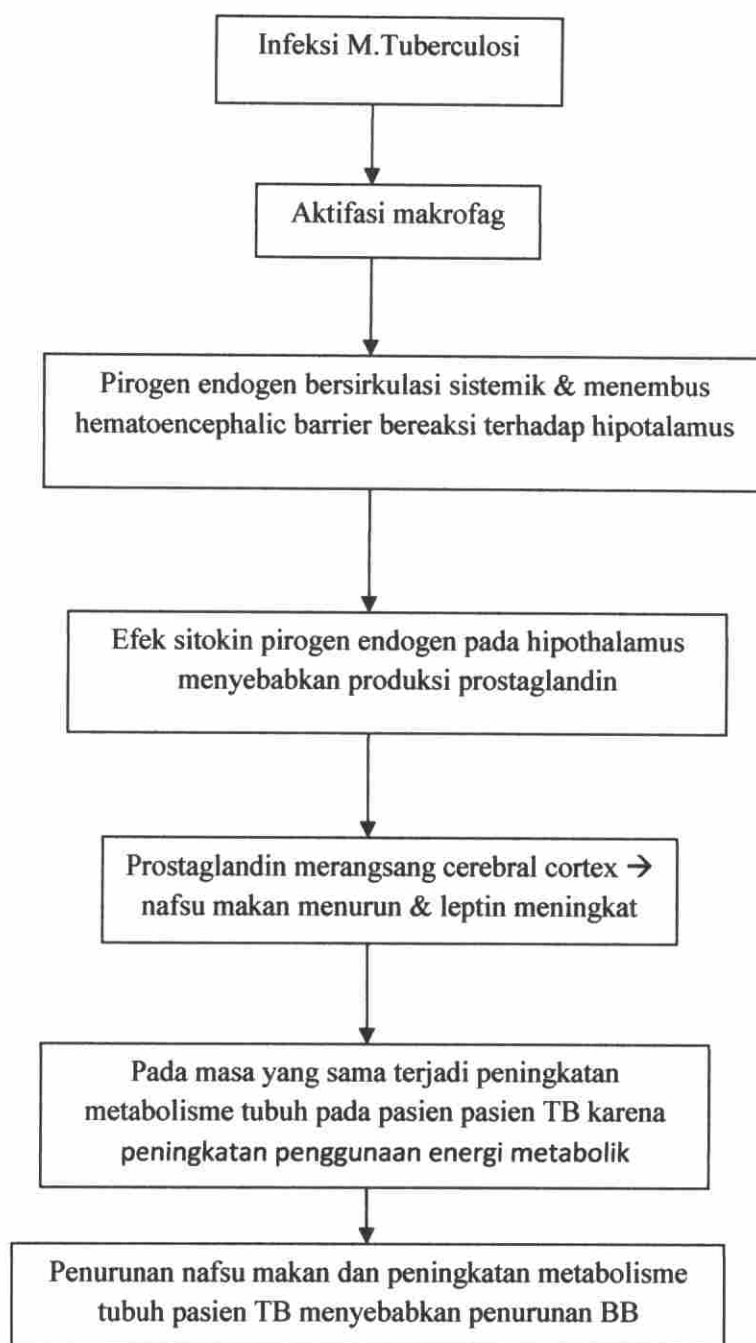 Infeksi M.Tuberculosi
Aktifasi makrofag
Pirogen endogen bersirkulasi sistemik & menembus
hematoencephalic barrier bereaksi terhadap hipotalamus
Efek sitokin pirogen endogen pada hipothalamus
menyebabkan produksi prostaglandin
Prostaglandin merangsang cerebral cortex →
nafsu makan menurun & leptin meningkat
Pada masa yang sama terjadi peningkatan
metabolisme tubuh pada pasien pasien TB karena
peningkatan penggunaan energi metabolik
Penurunan nafsu makan dan peningkatan metabolisme
tubuh pasien TB menyebabkan penurunan BB